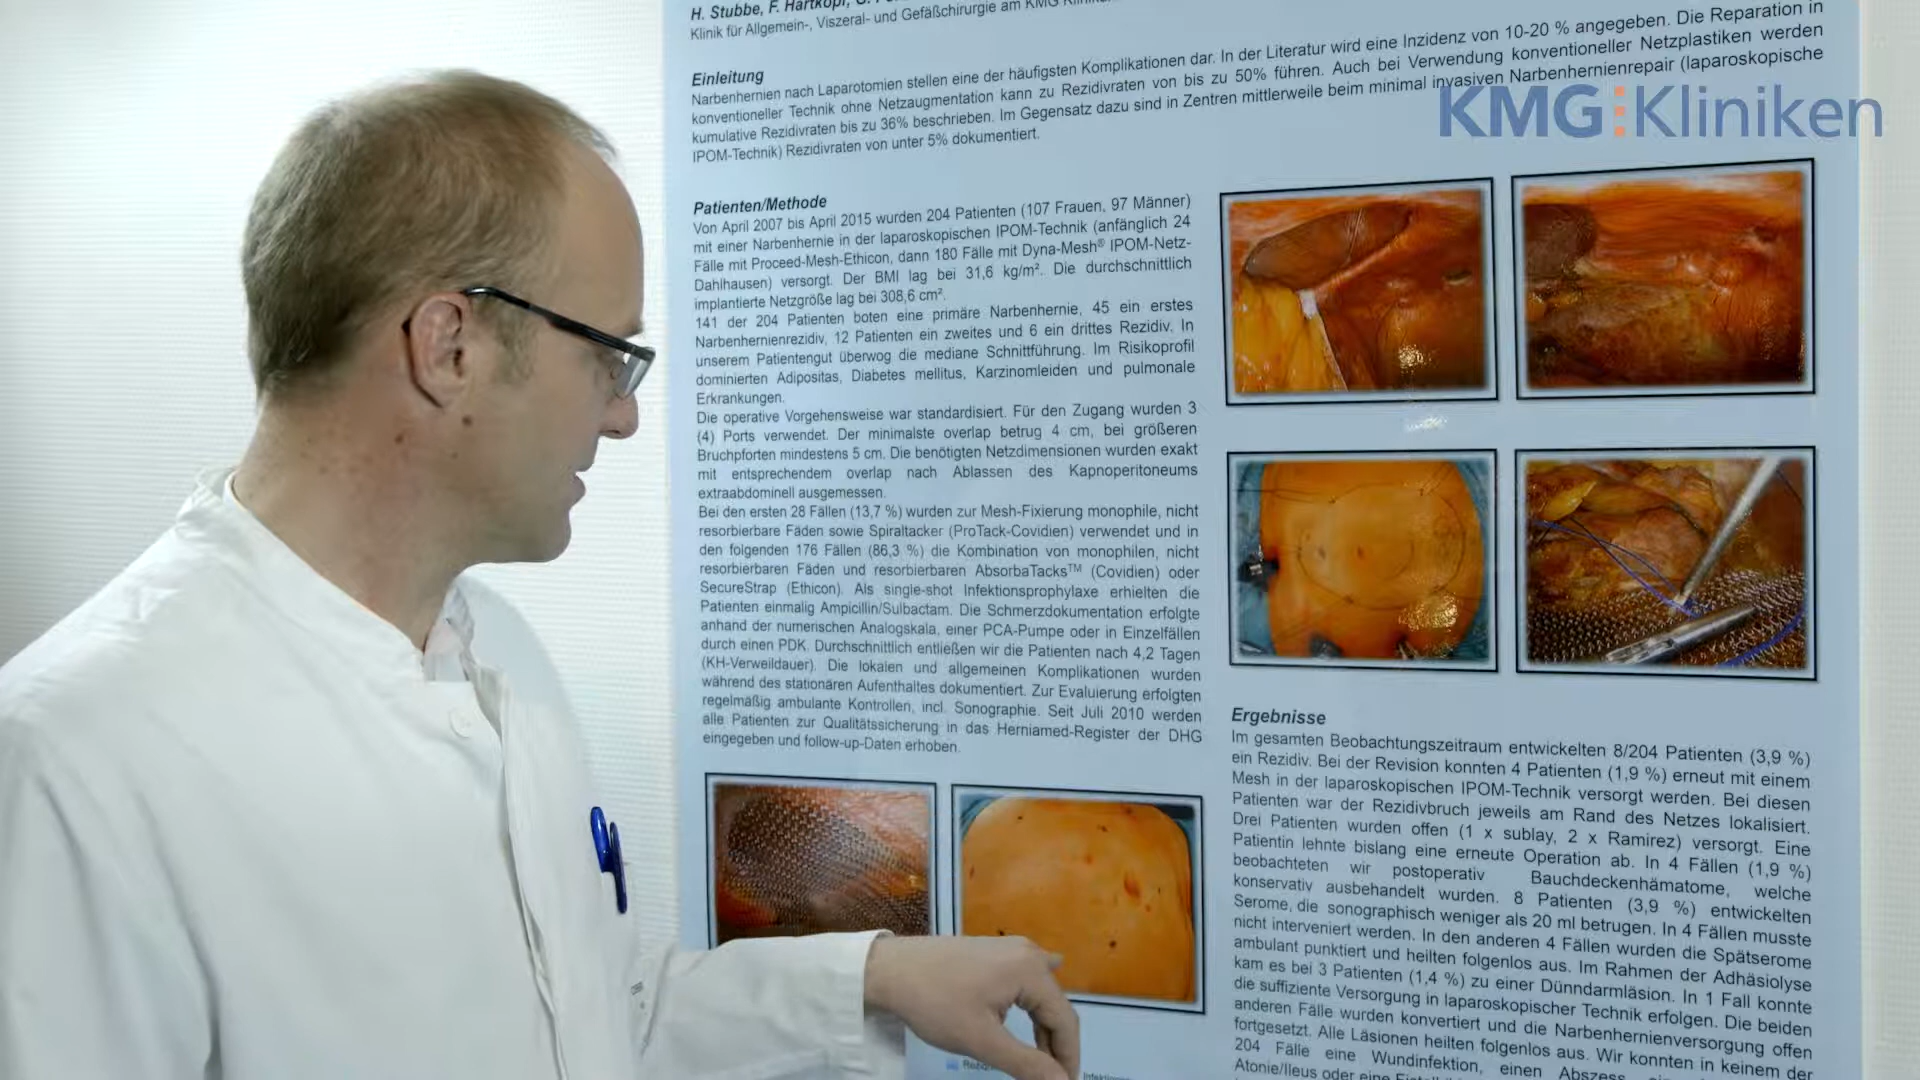 H. Stubbe, F. Hartkopf,
Klinik für Allgemein-, Viszeral- und Gefäßchirurgie am KMG
Einleitung
Narbenhernien nach Laparotomien stellen eine der häufigsten Komplikationen dar. In der Literatur wird eine Inzidenz von 10-20 % angegeben. Die Reparation in
konventioneller Technik ohne Netzaugmentation kann zu Rezidivraten von bis zu 50% führen. Auch bei Verwendung konventioneller Netzplastiken werden
kumulative Rezidivraten bis zu 36% beschrieben. Im Gegensatz dazu sind in Zentren mittlerweile beim minimal invasiven Narbenhernienrepair (laparoskopische
IPOM-Technik) Rezidivraten von unter 5% dokumentiert.
KMG Kliniken
Patienten/Methode
Von April 2007 bis April 2015 wurden 204 Patienten (107 Frauen, 97 Männer)
mit einer Narbenhernie in der laparoskopischen IPOM-Technik (anfänglich 24
Fälle mit Proceed-Mesh-Ethicon, dann 180 Fälle mit Dyna-Mesh® IPOM-Netz-
Dahlhausen) versorgt. Der BMI lag bei 31,6 kg/m². Die durchschnittlich
implantierte Netzgröße lag bei 308,6 cm².
141 der 204 Patienten boten eine primäre Narbenhernie, 45 ein erstes
Narbenhernienrezidiv, 12 Patienten ein zweites und 6 ein drittes Rezidiv. In
unserem Patientengut überwog die mediane Schnittführung. Im Risikoprofil
dominierten Adipositas, Diabetes mellitus, Karzinomleiden und pulmonale
Erkrankungen.
Die operative Vorgehensweise war standardisiert. Für den Zugang wurden 3
(4) Ports verwendet. Der minimalste overlap betrug 4 cm, bei größeren
Bruchpforten mindestens 5 cm. Die benötigten Netzdimensionen wurden exakt
mit entsprechendem overlap nach Ablassen des Kapnoperitoneums
extraabdominell ausgemessen.
Bei den ersten 28 Fällen (13,7 %) wurden zur Mesh-Fixierung monophile, nicht
resorbierbare Fäden sowie Spiraltacker (ProTack-Covidien) verwendet und in
den folgenden 176 Fällen (86,3 %) die Kombination von monophilen, nicht
resorbierbaren Fäden und resorbierbaren AbsorbaTacks™ (Covidien) oder
SecureStrap (Ethicon). Als single-shot Infektionsprophylaxe erhielten die
Patienten einmalig Ampicillin/Sulbactam. Die Schmerzdokumentation erfolgte
anhand der numerischen Analogskala, einer PCA-Pumpe oder in Einzelfällen
durch einen PDK. Durchschnittlich entließen wir die Patienten nach 4,2 Tagen
(KH-Verweildauer). Die lokalen und allgemeinen Komplikationen wurden
während des stationären Aufenthaltes dokumentiert. Zur Evaluierung erfolgten
regelmäßig ambulante Kontrollen, incl. Sonographie. Seit Juli 2010 werden
alle Patienten zur Qualitätssicherung in das Herniamed-Register der DHG
eingegeben und follow-up-Daten erhoben.
Ergebnisse
Im gesamten Beobachtungszeitraum entwickelten 8/204 Patienten (3,9 %)
ein Rezidiv. Bei der Revision konnten 4 Patienten (1,9 %) erneut mit einem
Mesh in der laparoskopischen IPOM-Technik versorgt werden. Bei diesen
Patienten war der Rezidivbruch jeweils am Rand des Netzes lokalisiert.
Drei Patienten wurden offen (1 x sublay, 2 x Ramirez) versorgt. Eine
Patientin lehnte bislang eine erneute Operation ab. In 4 Fällen (1,9 %)
beobachteten wir postoperativ Bauchdeckenhämatome, welche
konservativ ausbehandelt wurden. 8 Patienten (3,9 %) entwickelten
Serome, die sonographisch weniger als 20 ml betrugen. In 4 Fällen musste
nicht interveniert werden. In den anderen 4 Fällen wurden die Spätserome
ambulant punktiert und heilten folgenlos aus. Im Rahmen der Adhäsiolyse
kam es bei 3 Patienten (1,4 %) zu einer Dünndarmläsion. In 1 Fall konnte
die suffiziente Versorgung in laparoskopischer Technik erfolgen. Die beiden
anderen Fälle wurden konvertiert und die Narbenhernienversorgung offen
fortgesetzt. Alle Läsionen heilten folgenlos aus. Wir konnten in keinem der
204 Fälle eine Wundinfektion, einen Abszess
Atonie/Ileus oder eine